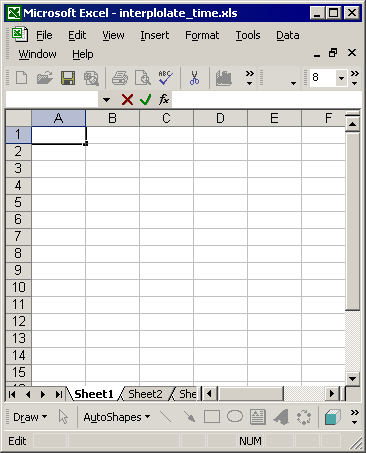 Microsoft Excel - interplolate_time.xls
File Edit View Insert Format Tools Data
Window Help
ABC 8
fx
A B C D E F
1
2
3
4
5
6
7
8
9
10
11
12
13
14
15
Sheet1 Sheet2 She
Draw AutoShapes
Edit NUM